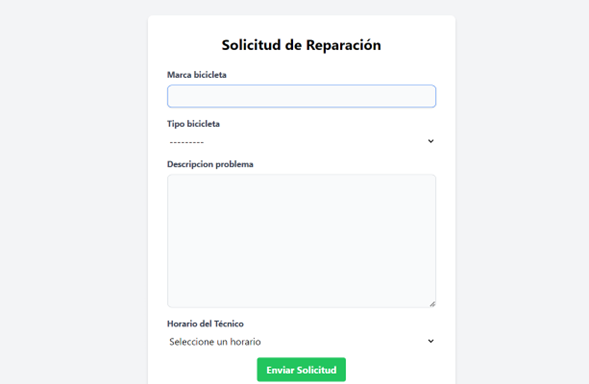 Solicitud de Reparación
Marca bicicleta
Tipo bicicleta
---------
Descripcion problema
Horario del Técnico
Seleccione un horario
Enviar Solicitud